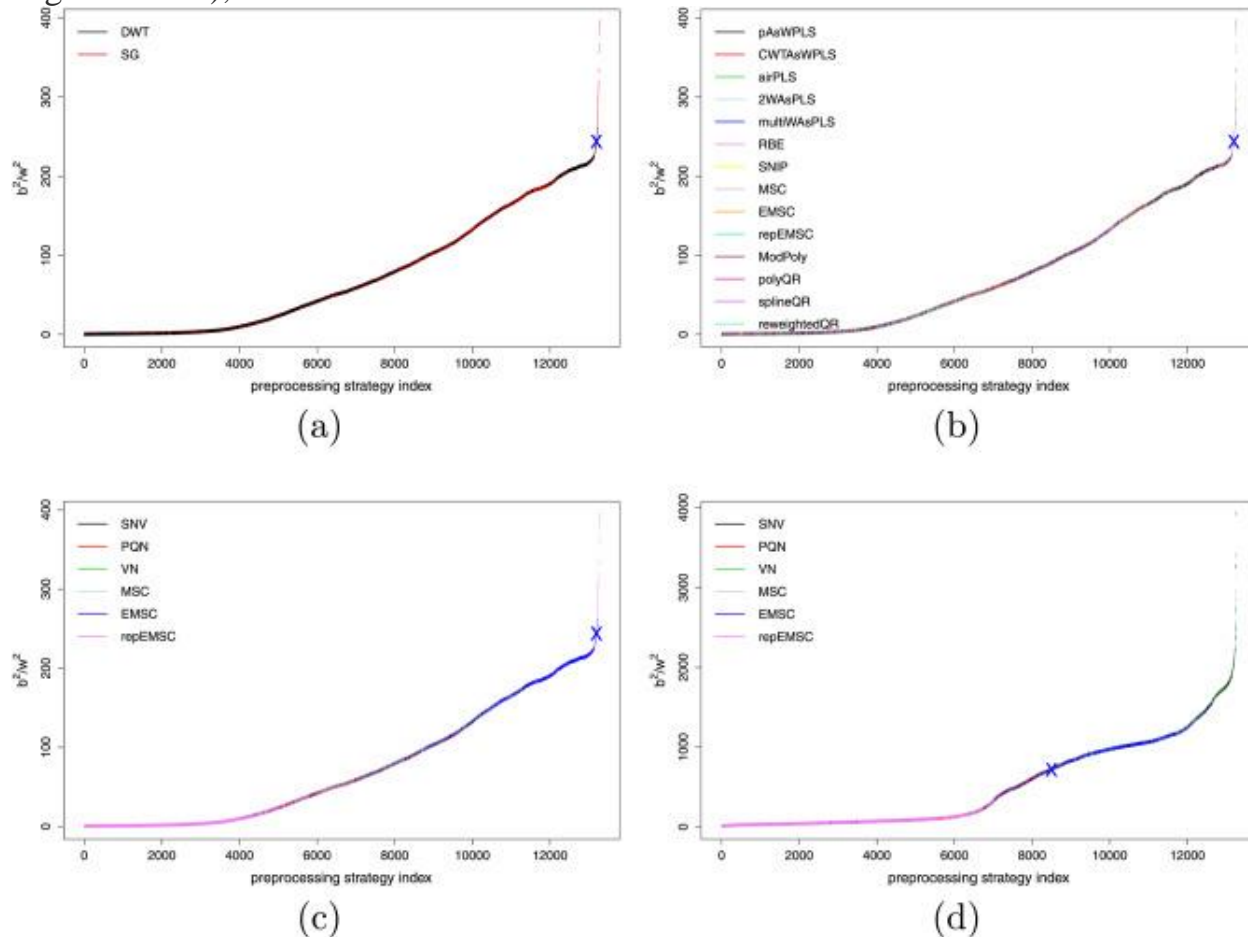 400
300
200
100
0
b²/w²
DWT
SG
0 2000 4000 6000 8000 10000 12000
preprocessing strategy index
(a)
400
300
200
100
0
b²/w²
pAsWPLS
CWTAsWPLS
airPLS
2WAsPLS
multiWAsPLS
RBE
SNIP
MSC
EMSC
repEMSC
ModPoly
polyQR
splineQR
reweightedQR
0 2000 4000 6000 8000 10000 12000
preprocessing strategy index
(b)
400
300
200
100
0
b²/w²
SNV
PQN
VN
MSC
EMSC
repEMSC
0 2000 4000 6000 8000 10000 12000
preprocessing strategy index
(c)
4000
3000
2000
1000
0
b²/w²
SNV
PQN
VN
MSC
EMSC
repEMSC
0 2000 4000 6000 8000 10000 12000
preprocessing strategy index
(d)